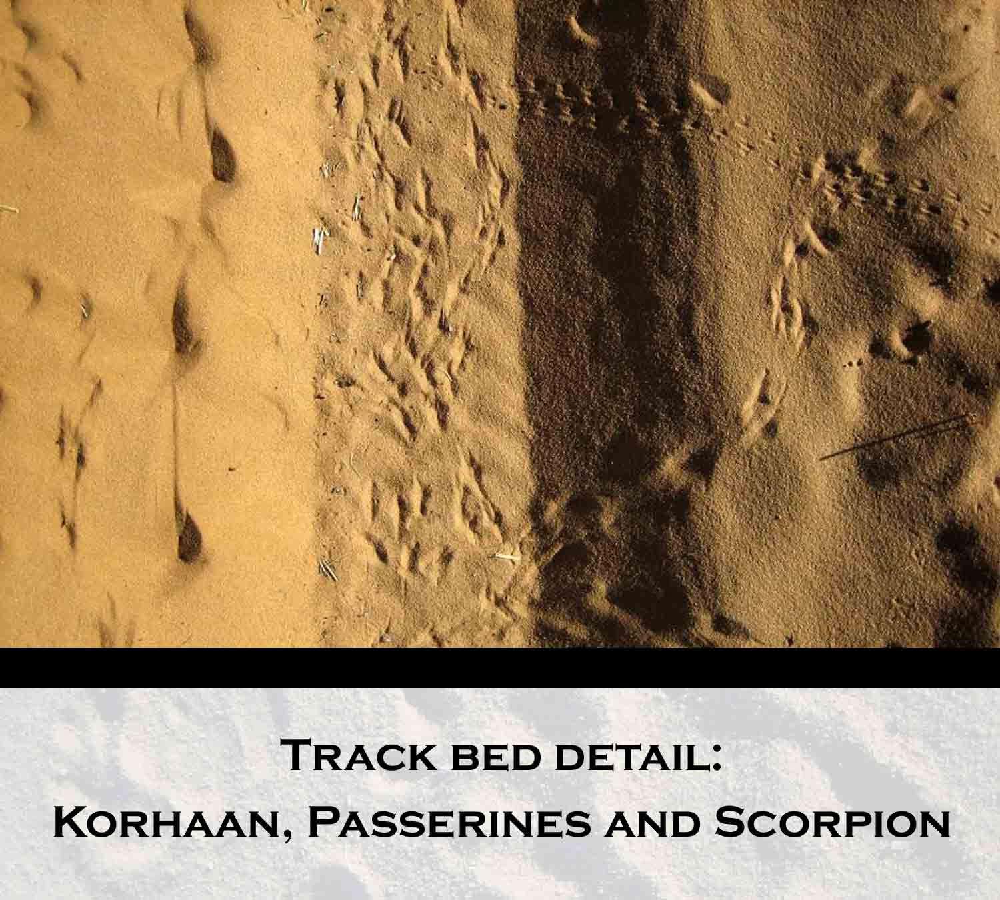 Track bed detail:
Korhaan, Passerines and Scorpion